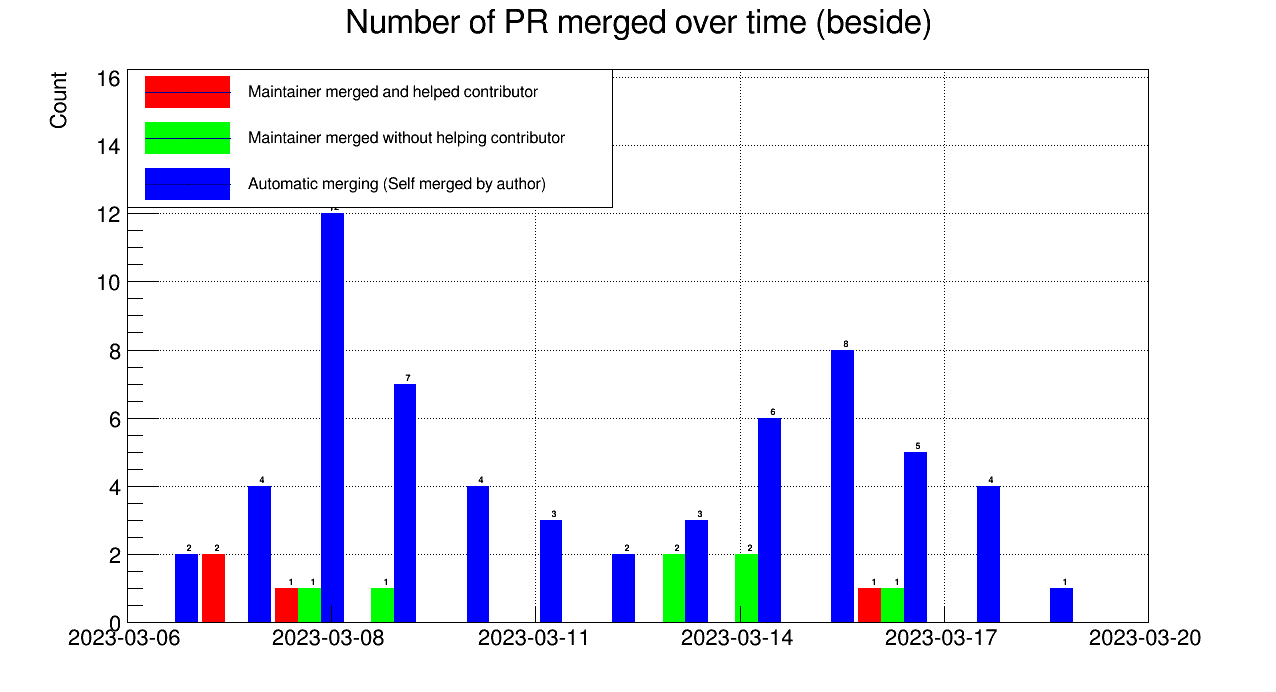 Number of PR merged over time (beside)
Count
16
14
12
10
8
6
4
2
0
Maintainer merged and helped contributor
Maintainer merged without helping contributor
Automatic merging (Self merged by author)
2 2 4 1 1 7 1 4 3 2 2 3 2 6 8 1 1 5 4 1
2023-03-06 2023-03-08 2023-03-11 2023-03-14 2023-03-17 2023-03-20